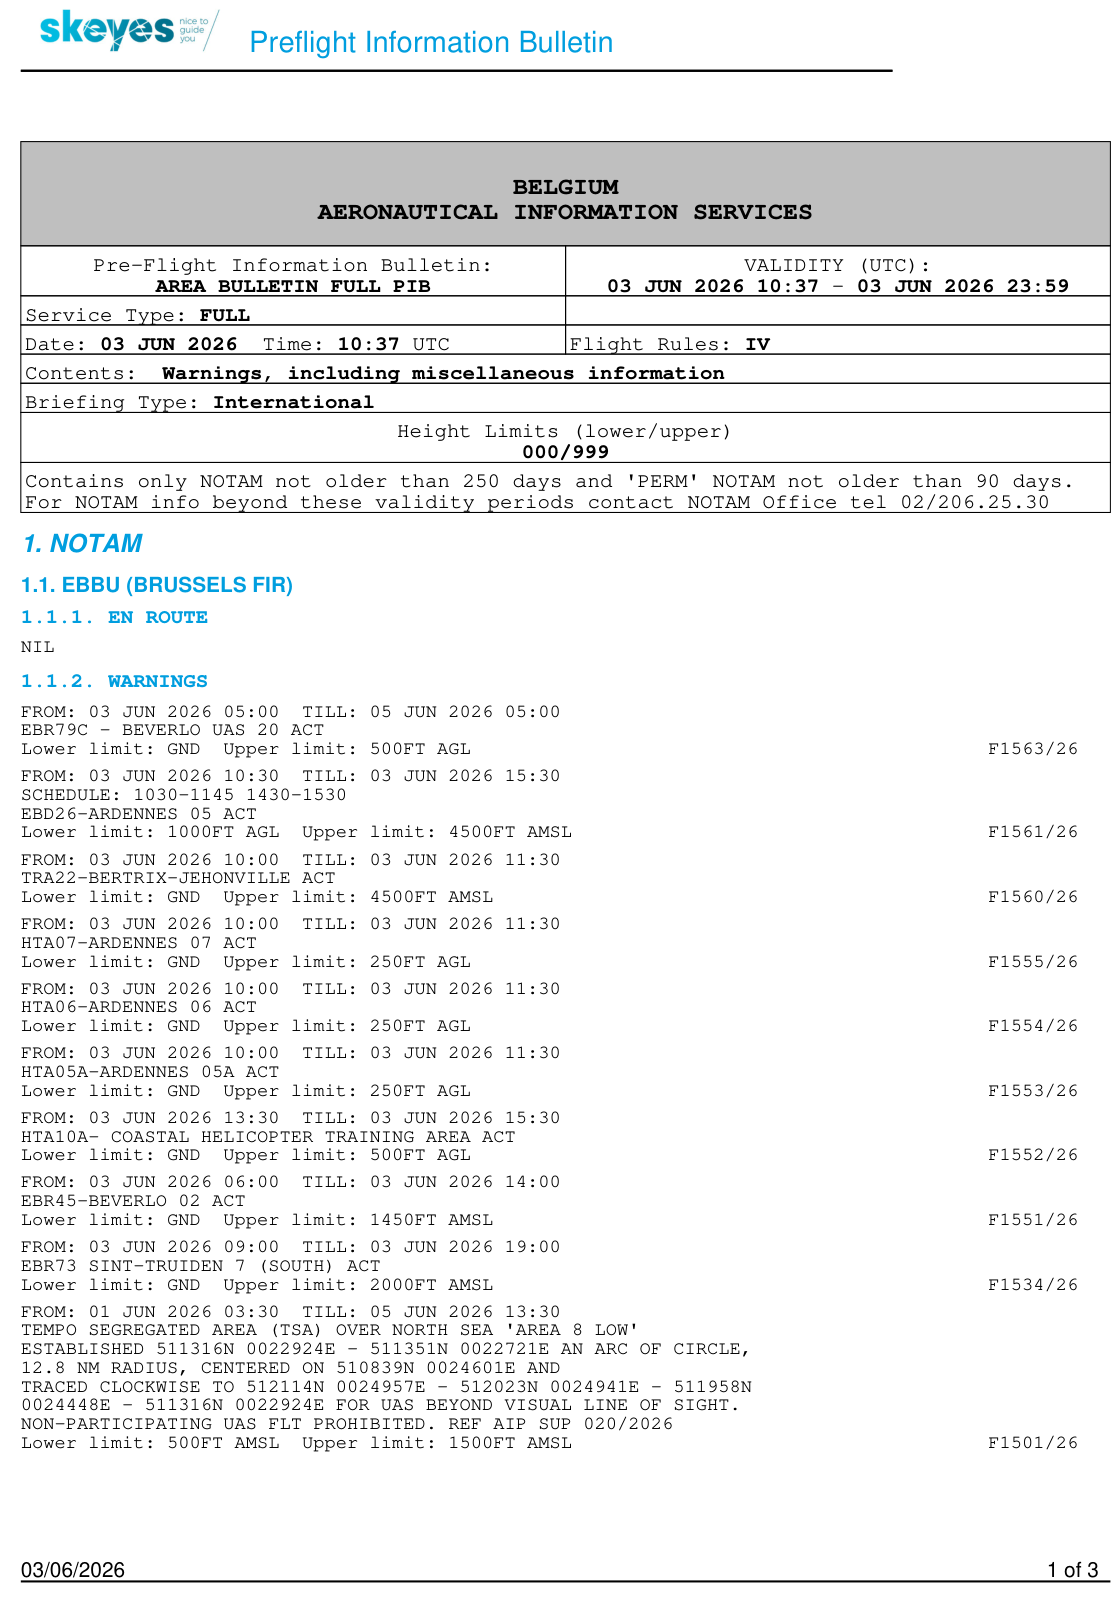 skeyes nice to guide you
Preflight Information Bulletin
BELGIUM
AERONAUTICAL INFORMATION SERVICES
Pre-Flight Information Bulletin:
AREA BULLETIN FULL PIB
VALIDITY (UTC):
03 JUN 2026 10:37 - 03 JUN 2026 23:59
Service Type: FULL
Date: 03 JUN 2026  Time: 10:37 UTC
Flight Rules: IV
Contents:  Warnings, including miscellaneous information
Briefing Type: International
Height Limits (lower/upper)
000/999
Contains only NOTAM not older than 250 days and 'PERM' NOTAM not older than 90 days.
For NOTAM info beyond these validity periods contact NOTAM Office tel 02/206.25.30
1. NOTAM
1.1. EBBU (BRUSSELS FIR)
1.1.1. EN ROUTE
NIL
1.1.2. WARNINGS
FROM: 03 JUN 2026 05:00  TILL: 05 JUN 2026 05:00
EBR79C - BEVERLO UAS 20 ACT
Lower limit: GND  Upper limit: 500FT AGL F1563/26
FROM: 03 JUN 2026 10:30  TILL: 03 JUN 2026 15:30
SCHEDULE: 1030-1145 1430-1530
EBD26-ARDENNES 05 ACT
Lower limit: 1000FT AGL  Upper limit: 4500FT AMSL F1561/26
FROM: 03 JUN 2026 10:00  TILL: 03 JUN 2026 11:30
TRA22-BERTRIX-JEHONVILLE ACT
Lower limit: GND  Upper limit: 4500FT AMSL F1560/26
FROM: 03 JUN 2026 10:00  TILL: 03 JUN 2026 11:30
HTA07-ARDENNES 07 ACT
Lower limit: GND  Upper limit: 250FT AGL F1555/26
FROM: 03 JUN 2026 10:00  TILL: 03 JUN 2026 11:30
HTA06-ARDENNES 06 ACT
Lower limit: GND  Upper limit: 250FT AGL F1554/26
FROM: 03 JUN 2026 10:00  TILL: 03 JUN 2026 11:30
HTA05A-ARDENNES 05A ACT
Lower limit: GND  Upper limit: 250FT AGL F1553/26
FROM: 03 JUN 2026 13:30  TILL: 03 JUN 2026 15:30
HTA10A- COASTAL HELICOPTER TRAINING AREA ACT
Lower limit: GND  Upper limit: 500FT AGL F1552/26
FROM: 03 JUN 2026 06:00  TILL: 03 JUN 2026 14:00
EBR45-BEVERLO 02 ACT
Lower limit: GND  Upper limit: 1450FT AMSL F1551/26
FROM: 03 JUN 2026 09:00  TILL: 03 JUN 2026 19:00
EBR73 SINT-TRUIDEN 7 (SOUTH) ACT
Lower limit: GND  Upper limit: 2000FT AMSL F1534/26
FROM: 01 JUN 2026 03:30  TILL: 05 JUN 2026 13:30
TEMPO SEGREGATED AREA (TSA) OVER NORTH SEA 'AREA 8 LOW'
ESTABLISHED 511316N 0022924E - 511351N 0022721E AN ARC OF CIRCLE,
12.8 NM RADIUS, CENTERED ON 510839N 0024601E AND
TRACED CLOCKWISE TO 512114N 0024957E - 512023N 0024941E - 511958N
0024448E - 511316N 0022924E FOR UAS BEYOND VISUAL LINE OF SIGHT.
NON-PARTICIPATING UAS FLT PROHIBITED. REF AIP SUP 020/2026
Lower limit: 500FT AMSL  Upper limit: 1500FT AMSL F1501/26
03/06/2026 1 of 3